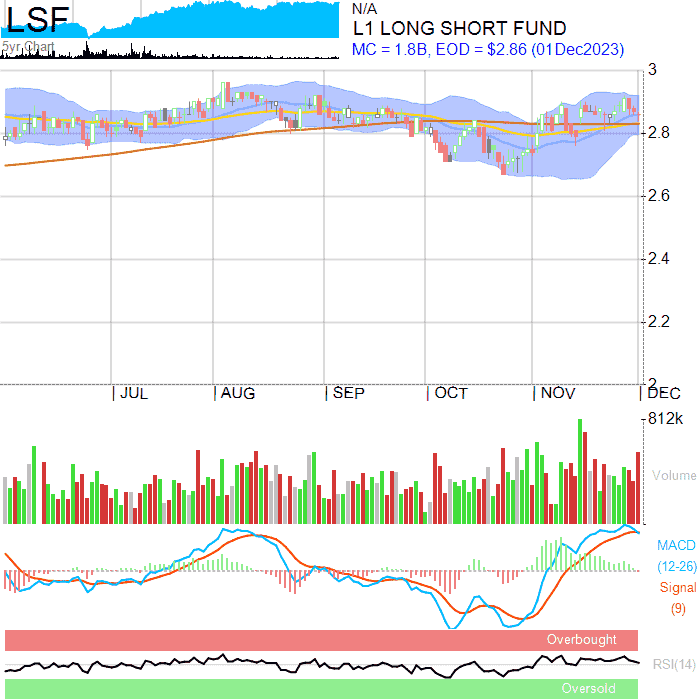 LSF
5yr Chart
N/A
L1 LONG SHORT FUND
MC = 1.8B, EOD = $2.86 (01Dec2023)
3
2.8
2.6
2.4
2.2
2
JUL AUG SEP OCT NOV DEC
812k
Volume
MACD
(12-26)
Signal
(9)
Overbought
RSI(14)
Oversold